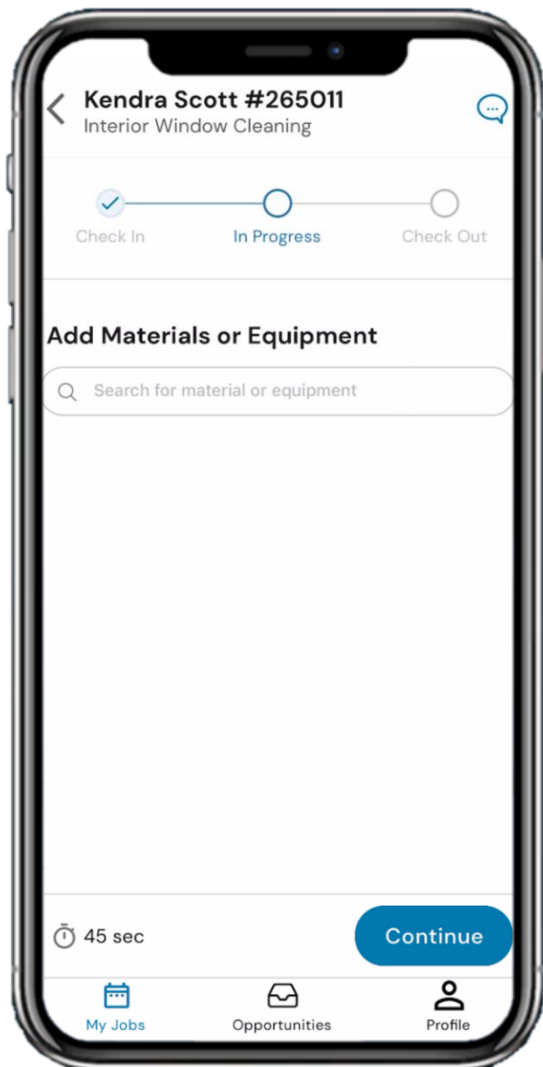 Kendra Scott #265011
Interior Window Cleaning
Check In
In Progress
Check Out
Add Materials or Equipment
Search for material or equipment
45 sec
Continue
My Jobs
Opportunities
Profile